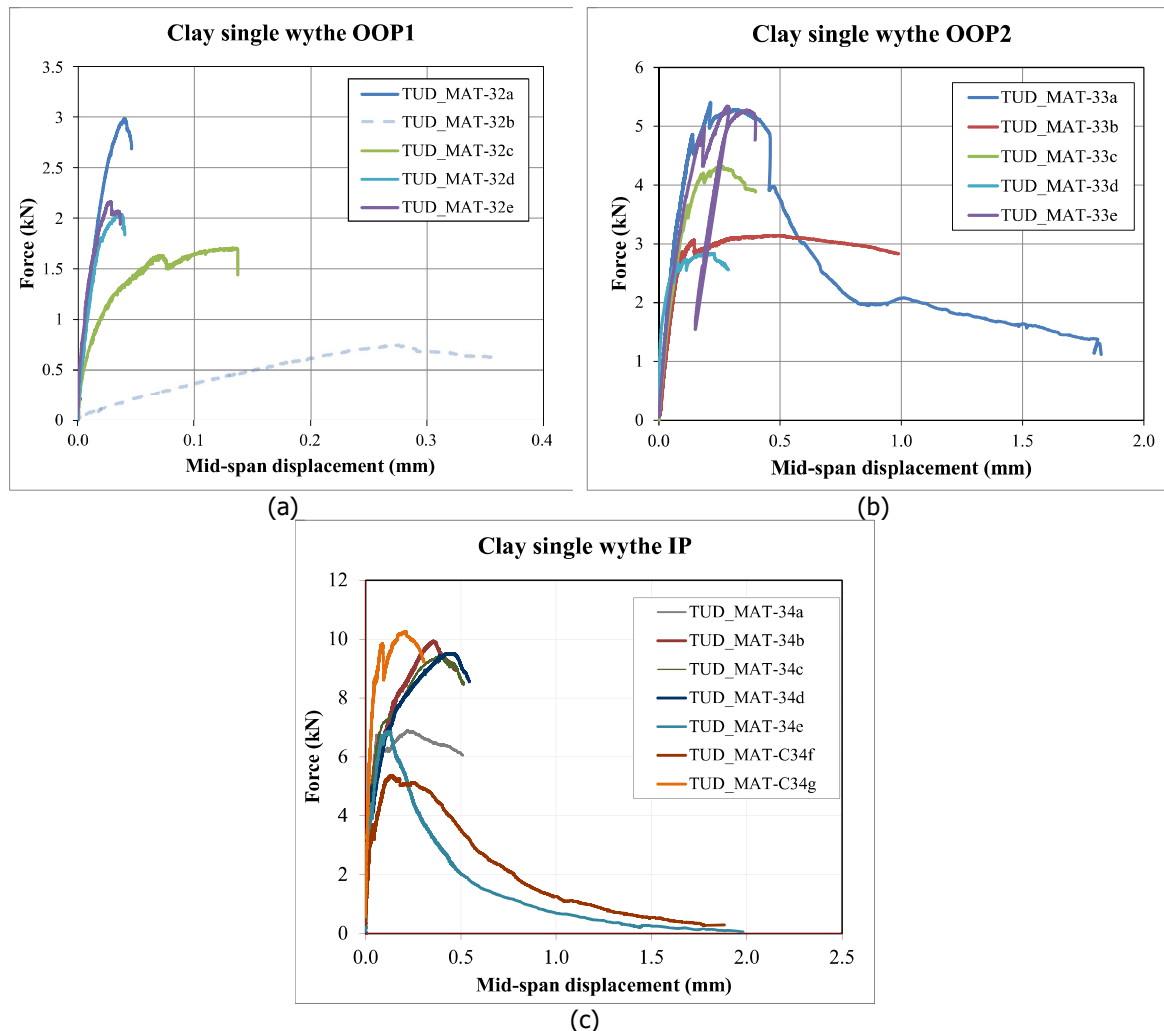 Clay single wythe OOP1
3.5
3
2.5
2
1.5
1
0.5
0
Force (kN)
TUD_MAT-32a
TUD_MAT-32b
TUD_MAT-32c
TUD_MAT-32d
TUD_MAT-32e
0.0 0.1 0.2 0.3 0.4
Mid-span displacement (mm)
(a)
Clay single wythe OOP2
6
5
4
3
2
1
0
Force (kN)
TUD_MAT-33a
TUD_MAT-33b
TUD_MAT-33c
TUD_MAT-33d
TUD_MAT-33e
0.0 0.5 1.0 1.5 2.0
Mid-span displacement (mm)
(b)
Clay single wythe IP
12
10
8
6
4
2
0
Force (kN)
TUD_MAT-34a
TUD_MAT-34b
TUD_MAT-34c
TUD_MAT-34d
TUD_MAT-34e
TUD_MAT-C34f
TUD_MAT-C34g
0.0 0.5 1.0 1.5 2.0 2.5
Mid-span displacement (mm)
(c)